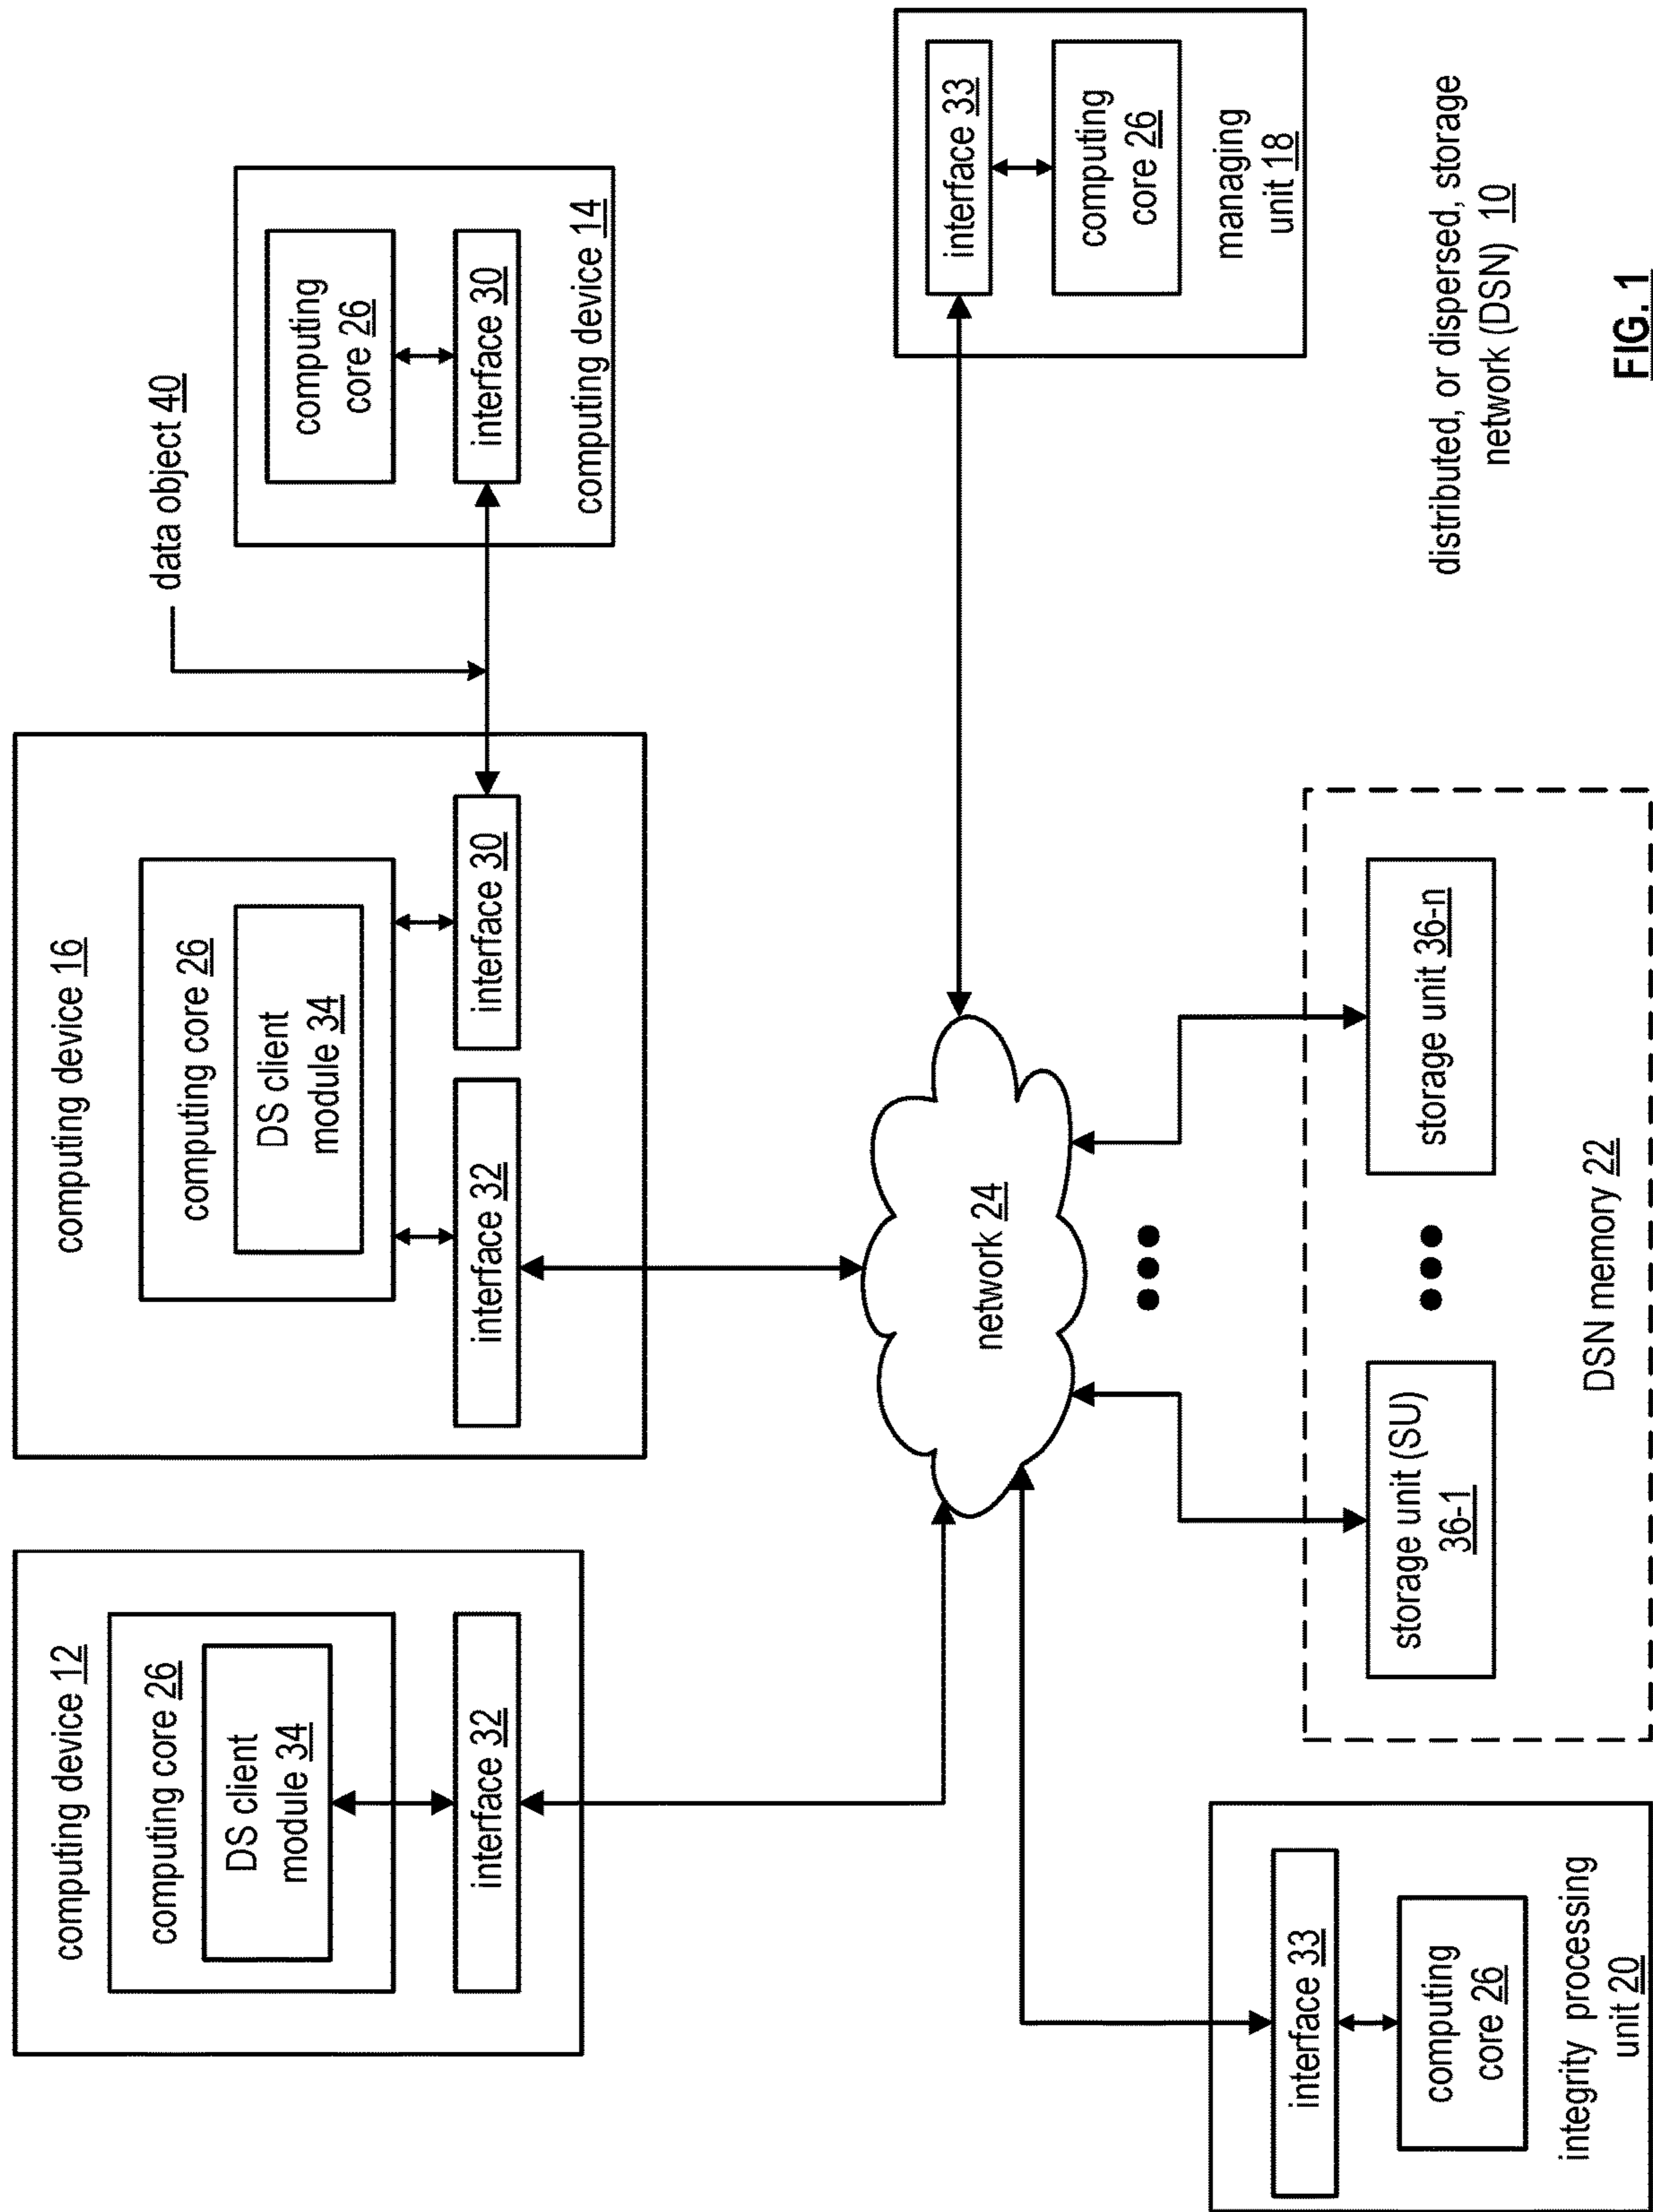 computing device 12
computing core 26
DS client
module 34
interface 32
computing device 16
computing core 26
DS client
module 34
interface 32
interface 30
data object 40
computing
core 26
interface 30
computing device 14
network 24
interface 33
computing
core 26
managing
unit 18
interface 33
computing
core 26
integrity processing
unit 20
storage unit (SU)
36-1
storage unit 36-n
DSN memory 22
distributed, or dispersed, storage
network (DSN) 10
FIG. 1